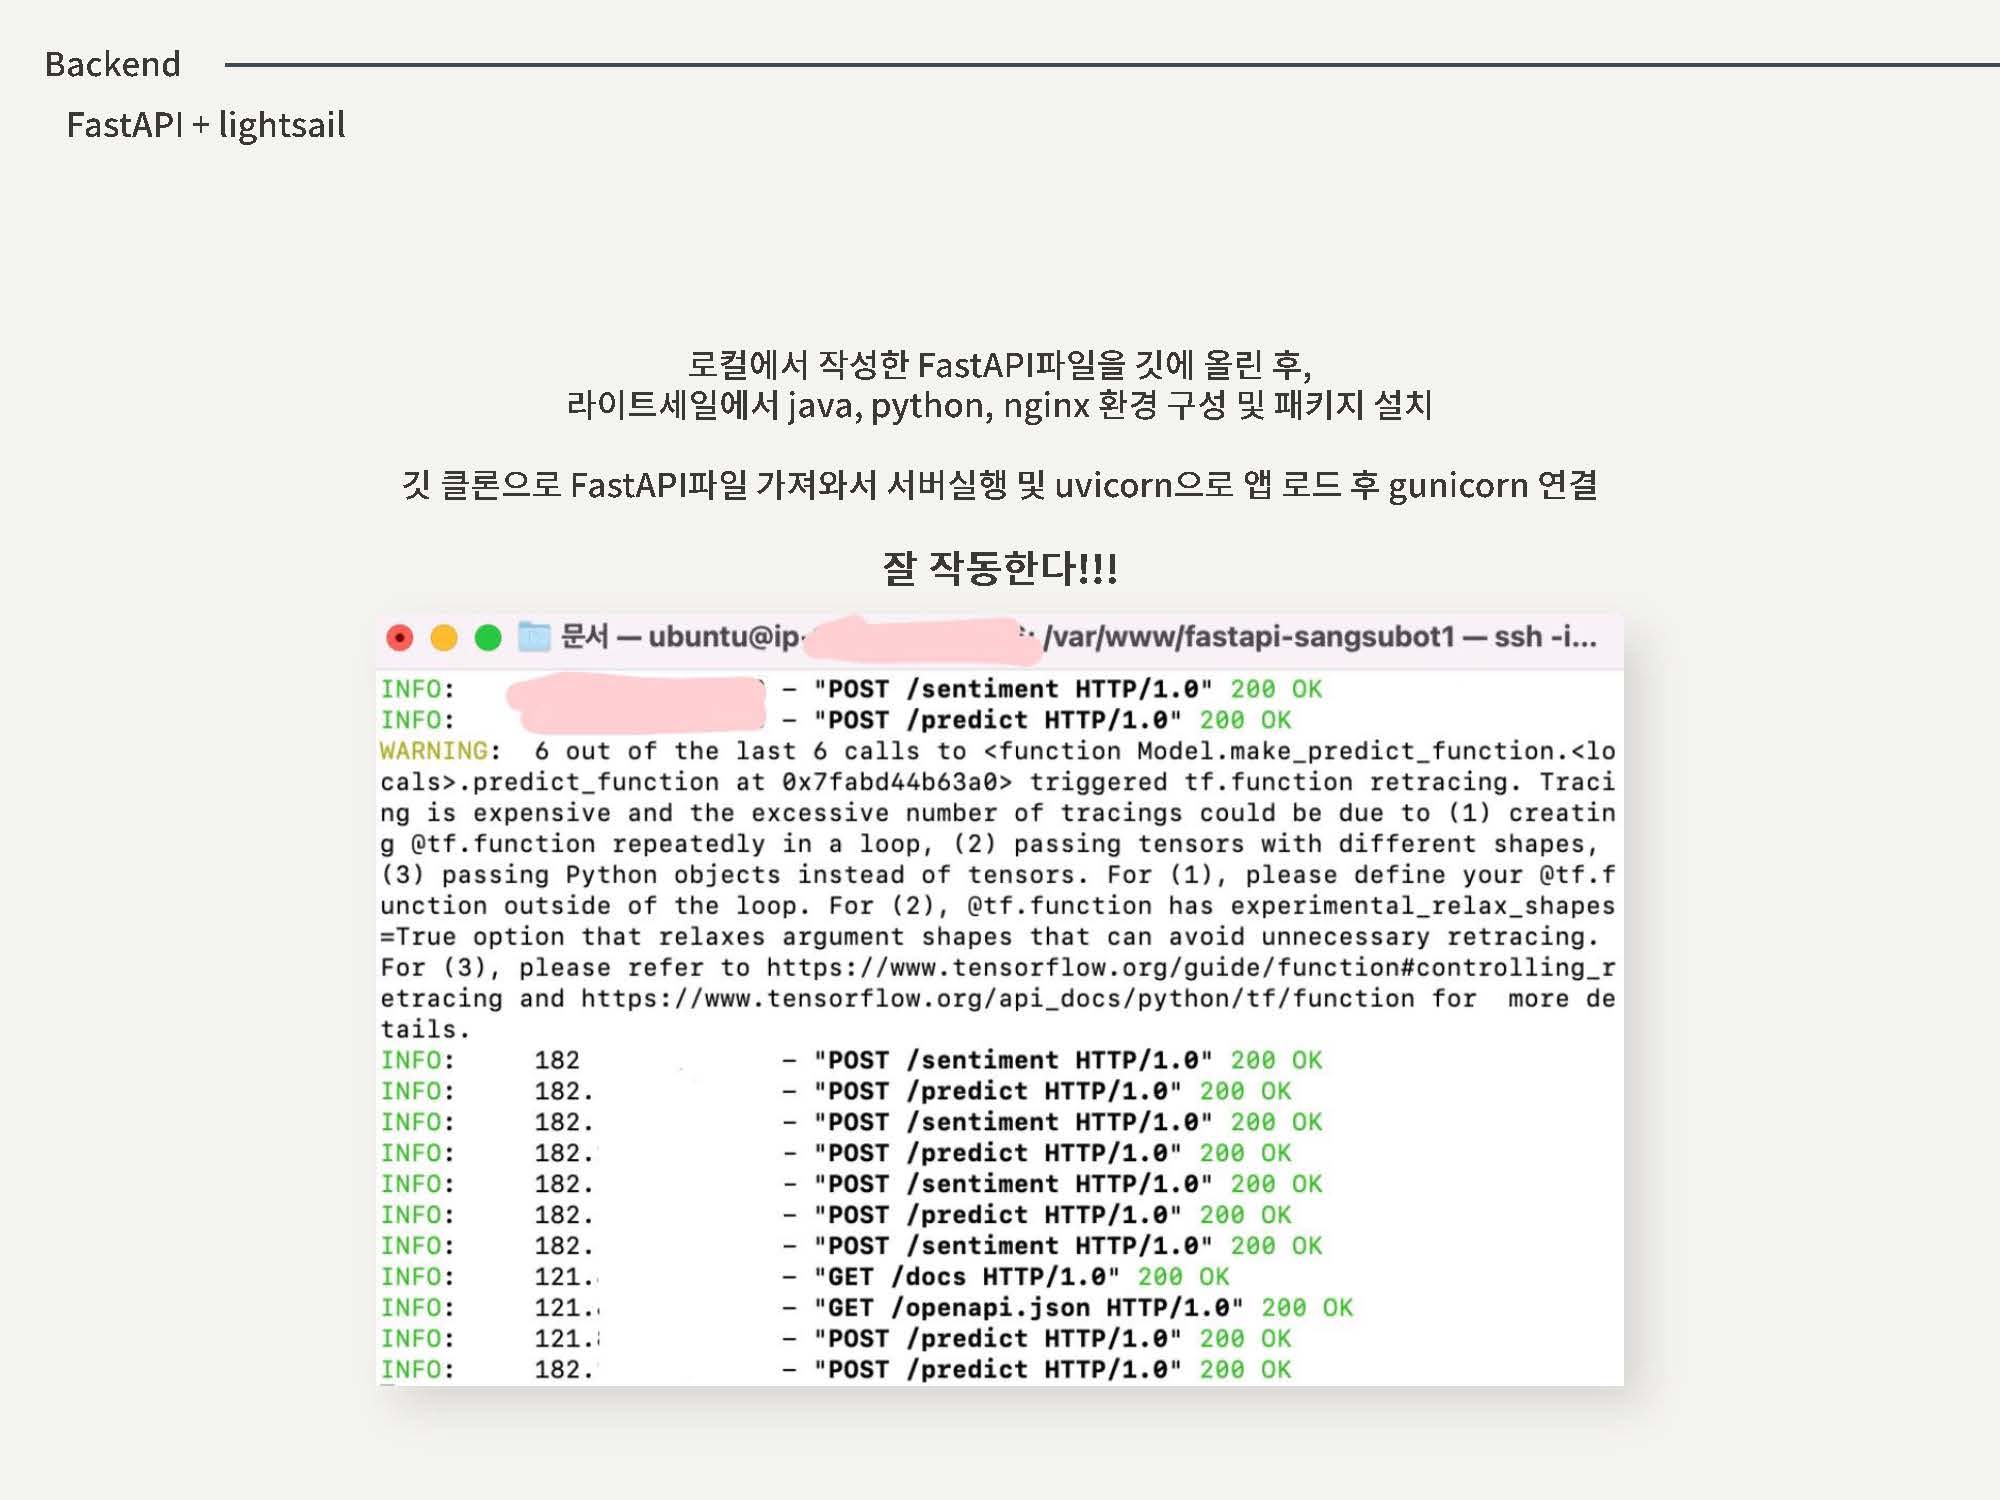 Backend
FastAPI + lightsail
로컬에서 작성한 FastAPI파일을 깃에 올린 후,
라이트세일에서 java, python, nginx 환경 구성 및 패키지 설치
깃 클론으로 FastAPI파일 가져와서 서버실행 및 uvicorn으로 앱 로드 후 gunicorn 연결
잘 작동한다!!!
문서 — ubuntu@ip- : /var/www/fastapi-sangsubot1 — ssh -i...
INFO: - "POST /sentiment HTTP/1.0" 200 OK
INFO: - "POST /predict HTTP/1.0" 200 OK
WARNING: 6 out of the last 6 calls to <function Model.make_predict_function.<lo
cals>.predict_function at 0x7fabd44b63a0> triggered tf.function retracing. Traci
ng is expensive and the excessive number of tracings could be due to (1) creatin
g @tf.function repeatedly in a loop, (2) passing tensors with different shapes,
(3) passing Python objects instead of tensors. For (1), please define your @tf.f
unction outside of the loop. For (2), @tf.function has experimental_relax_shapes
=True option that relaxes argument shapes that can avoid unnecessary retracing.
For (3), please refer to https://www.tensorflow.org/guide/function#controlling_r
etracing and https://www.tensorflow.org/api_docs/python/tf/function for  more de
tails.
INFO: 182 - "POST /sentiment HTTP/1.0" 200 OK
INFO: 182. - "POST /predict HTTP/1.0" 200 OK
INFO: 182. - "POST /sentiment HTTP/1.0" 200 OK
INFO: 182. - "POST /predict HTTP/1.0" 200 OK
INFO: 182. - "POST /sentiment HTTP/1.0" 200 OK
INFO: 182. - "POST /predict HTTP/1.0" 200 OK
INFO: 182. - "POST /sentiment HTTP/1.0" 200 OK
INFO: 121. - "GET /docs HTTP/1.0" 200 OK
INFO: 121. - "GET /openapi.json HTTP/1.0" 200 OK
INFO: 121. - "POST /predict HTTP/1.0" 200 OK
INFO: 182. - "POST /predict HTTP/1.0" 200 OK